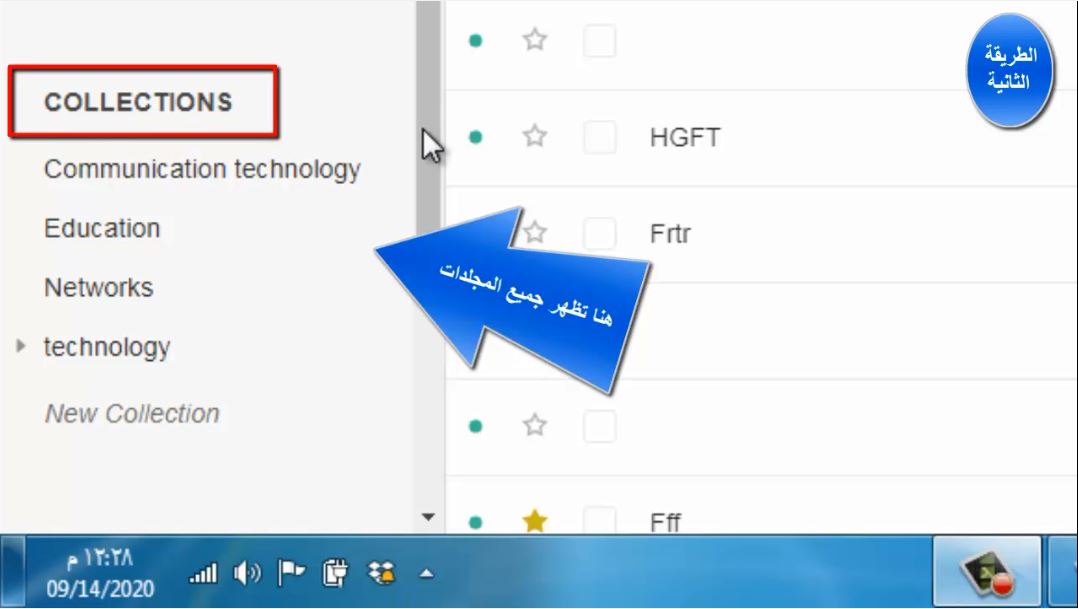 الطريقة
الثانية
COLLECTIONS
Communication technology
Education
Networks
technology
New Collection
HGFT
Frtr
هنا تظهر جميع المجلدات
Fff
١٢:٢٨ م
09/14/2020